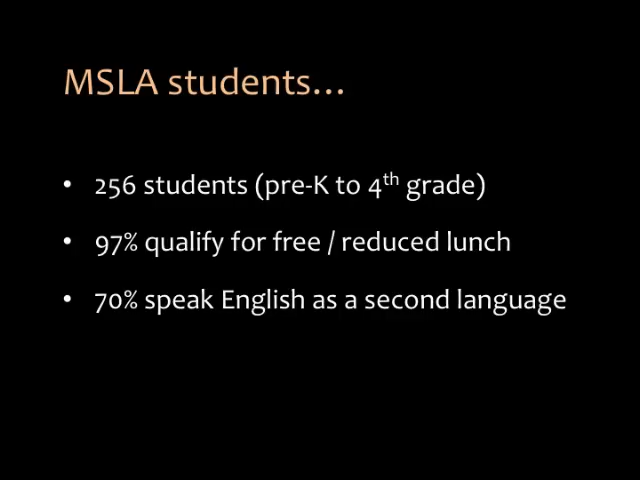 MSLA students…
• 256 students (pre-K to 4th grade)
• 97% qualify for free / reduced lunch
• 70% speak English as a second language